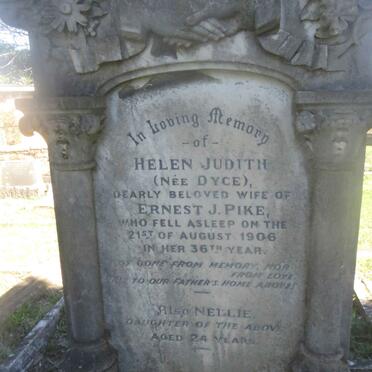 In Loving Memory
- of -
HELEN JUDITH
(NÉE DYCE),
DEARLY BELOVED WIFE OF
ERNEST J. PIKE,
WHO FELL ASLEEP ON THE
21ST OF AUGUST 1906
IN HER 36TH YEAR.
GONE FROM MEMORY, NOR
FROM LOVE
TO OUR FATHER'S HOME ABOVE
ALSO NELLIE,
DAUGHTER OF THE ABOVE
AGED 24 YEARS.